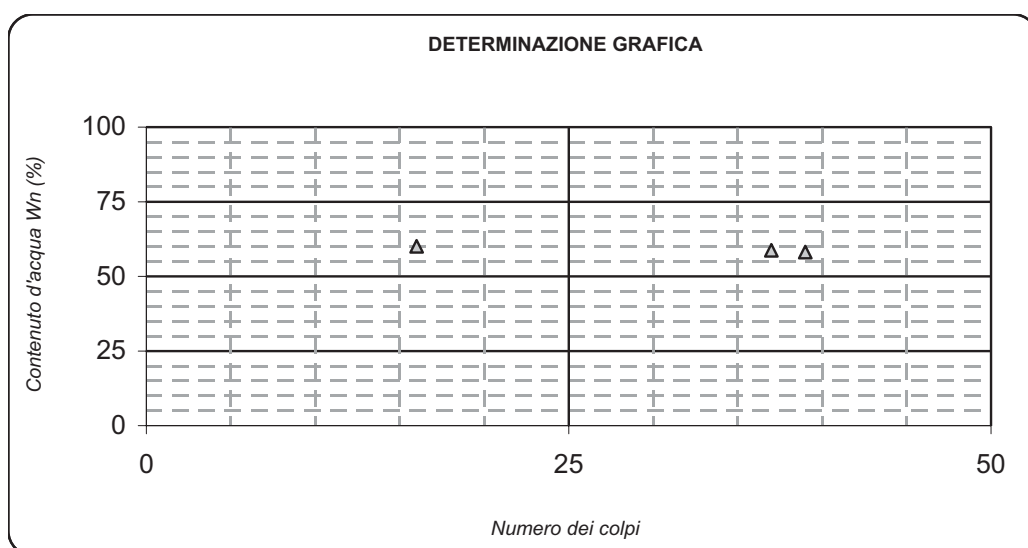 DETERMINAZIONE GRAFICA
Contenuto d'acqua Wn (%)
100
75
50
25
0
0 25 50
Numero dei colpi